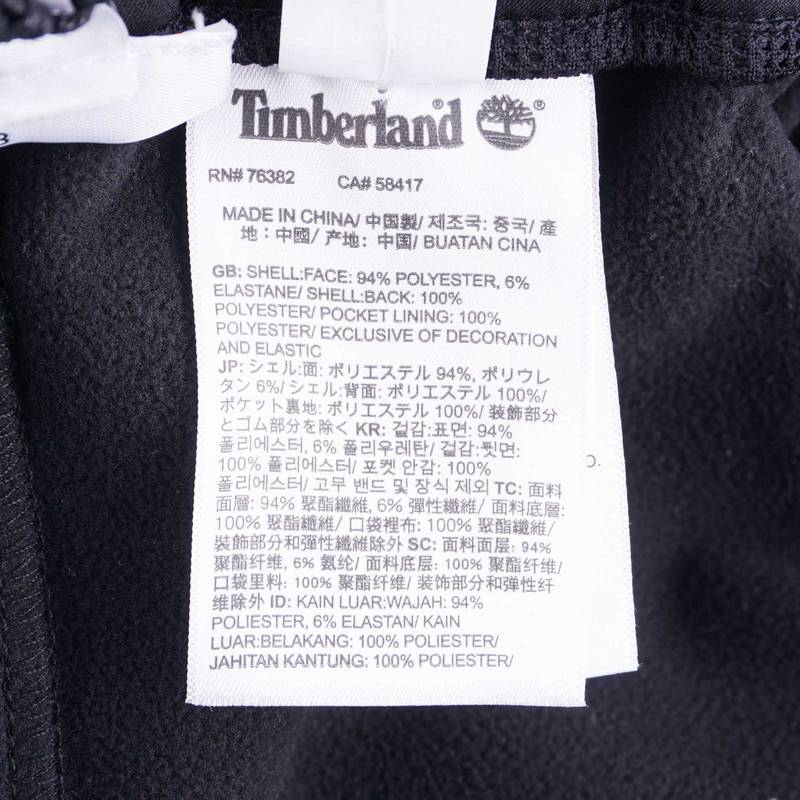 3
Timberland®
RN# 76382 CA# 58417
MADE IN CHINA/ 中国製/ 제조국: 중국/ 產
地：中國/ 产地: 中国/ BUATAN CINA
GB: SHELL:FACE: 94% POLYESTER, 6%
ELASTANE/ SHELL:BACK: 100%
POLYESTER/ POCKET LINING: 100%
POLYESTER/ EXCLUSIVE OF DECORATION
AND ELASTIC
JP: シェル:面: ポリエステル 94%, ポリウレ
タン 6%/ シェル:背面: ポリエステル 100%/
ポケット裏地: ポリエステル 100%/ 装飾部分
とゴム部分を除く KR: 겉감:표면: 94%
폴리에스터, 6% 폴리우레탄/ 겉감:뒷면:
100% 폴리에스터/ 포켓 안감: 100%
폴리에스터/ 고무 밴드 및 장식 제외 TC: 面料
面層: 94% 聚酯纖維, 6% 彈性纖維/ 面料底層:
100% 聚酯纖維/ 口袋裡布: 100% 聚酯纖維/
裝飾部分和彈性纖維除外 SC: 面料面层: 94%
聚酯纤维, 6% 氨纶/ 面料底层: 100% 聚酯纤维/
口袋里料: 100% 聚酯纤维/ 装饰部分和弹性纤
维除外 ID: KAIN LUAR:WAJAH: 94%
POLIESTER, 6% ELASTAN/ KAIN
LUAR:BELAKANG: 100% POLIESTER/
JAHITAN KANTUNG: 100% POLIESTER/
O.